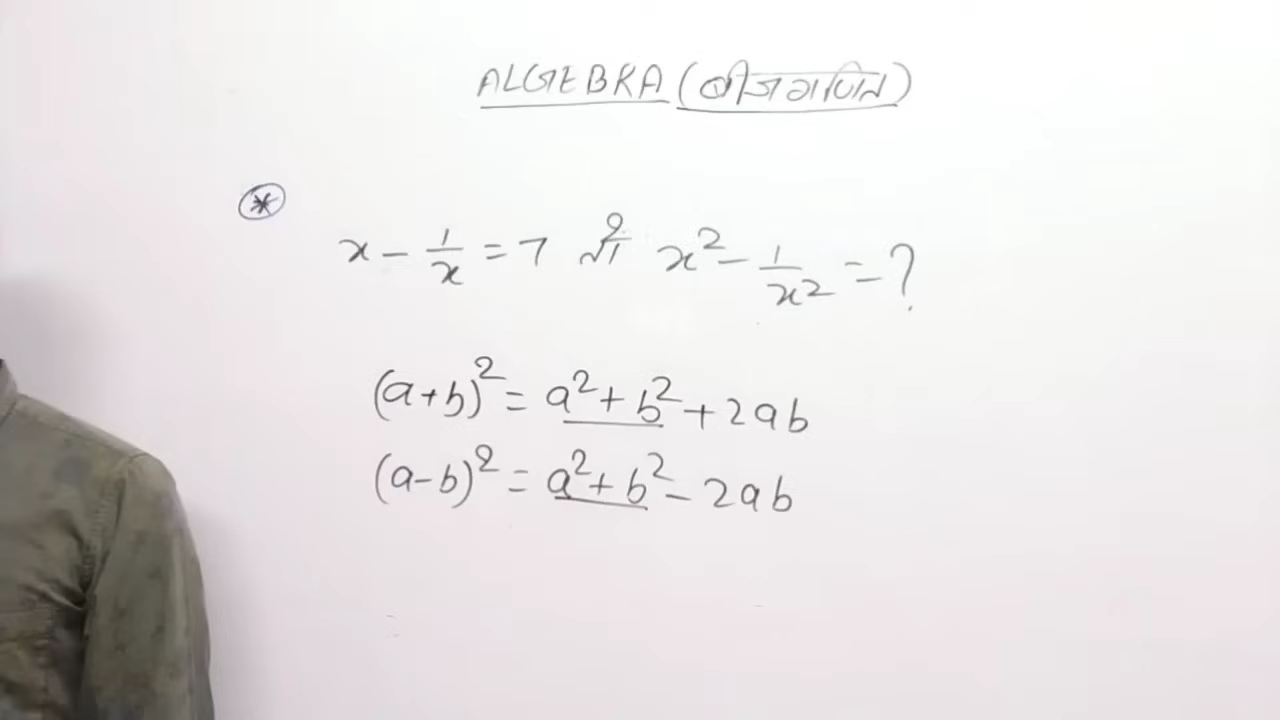 ALGEBRA (बीजगणित)
* x - 1/x = 7 तो x² - 1/x² = ?
(a+b)² = a² + b² + 2ab
(a-b)² = a² + b² - 2ab